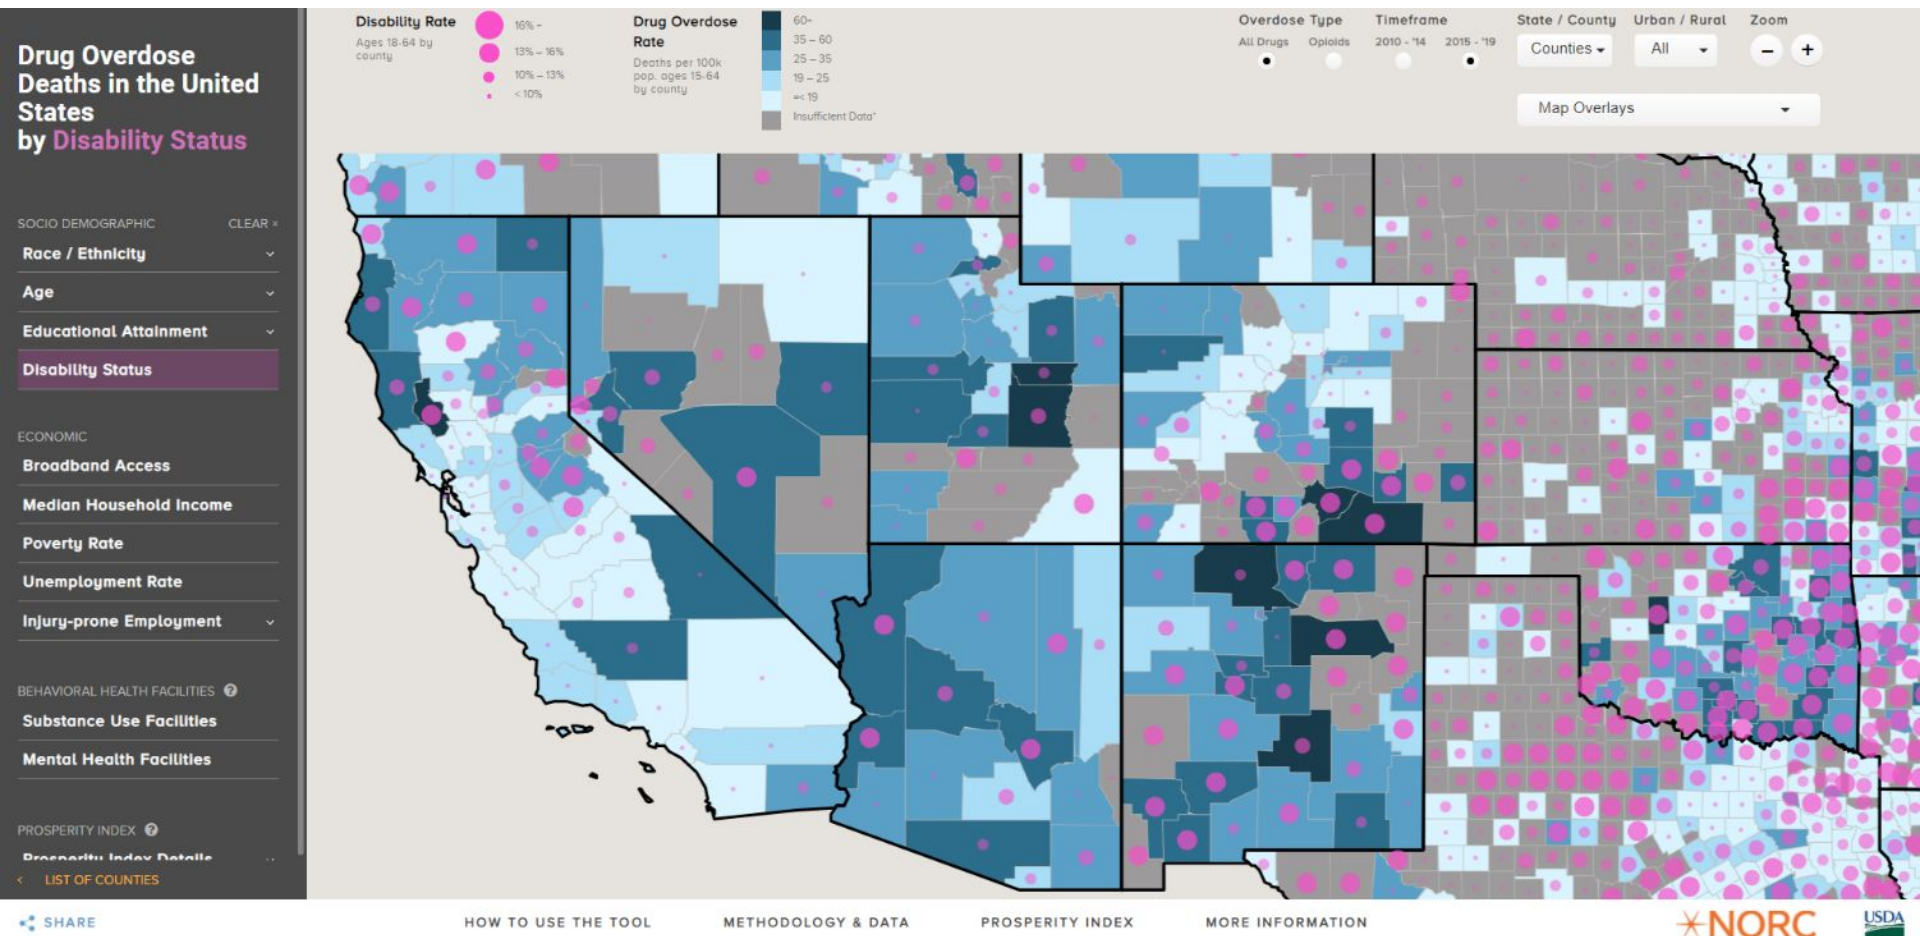 Drug Overdose
Deaths in the United
States
by Disability Status
SOCIO DEMOGRAPHIC
CLEAR ×
Race / Ethnicity
Age
Educational Attainment
Disability Status
ECONOMIC
Broadband Access
Median Household Income
Poverty Rate
Unemployment Rate
Injury-prone Employment
BEHAVIORAL HEALTH FACILITIES ?
Substance Use Facilities
Mental Health Facilities
PROSPERITY INDEX ?
Prosperity Index Details
< LIST OF COUNTIES
Disability Rate
Ages 18-64 by
county
16% -
13% – 16%
10% – 13%
< 10%
Drug Overdose
Rate
Deaths per 100k
pop. ages 15-64
by county
60-
35 – 60
25 – 35
19 – 25
=< 19
Insufficient Data*
Overdose Type
All Drugs Opioids
Timeframe
2010 - '14 2015 - '19
State / County
Counties
Urban / Rural
All
Zoom
− +
Map Overlays
SHARE
HOW TO USE THE TOOL
METHODOLOGY & DATA
PROSPERITY INDEX
MORE INFORMATION
NORC
USDA